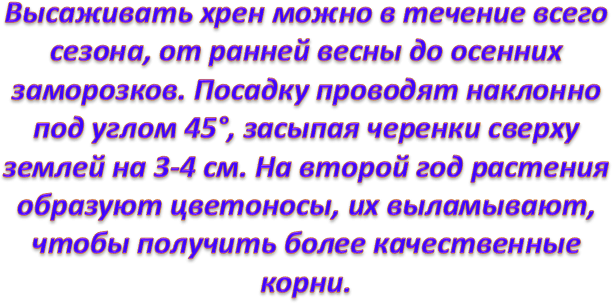 Высаживать хрен можно в течение всего
сезона, от ранней весны до осенних
заморозков. Посадку проводят наклонно
под углом 45°, засыпая черенки сверху
землей на 3-4 см. На второй год растения
образуют цветоносы, их выламывают,
чтобы получить более качественные
корни.